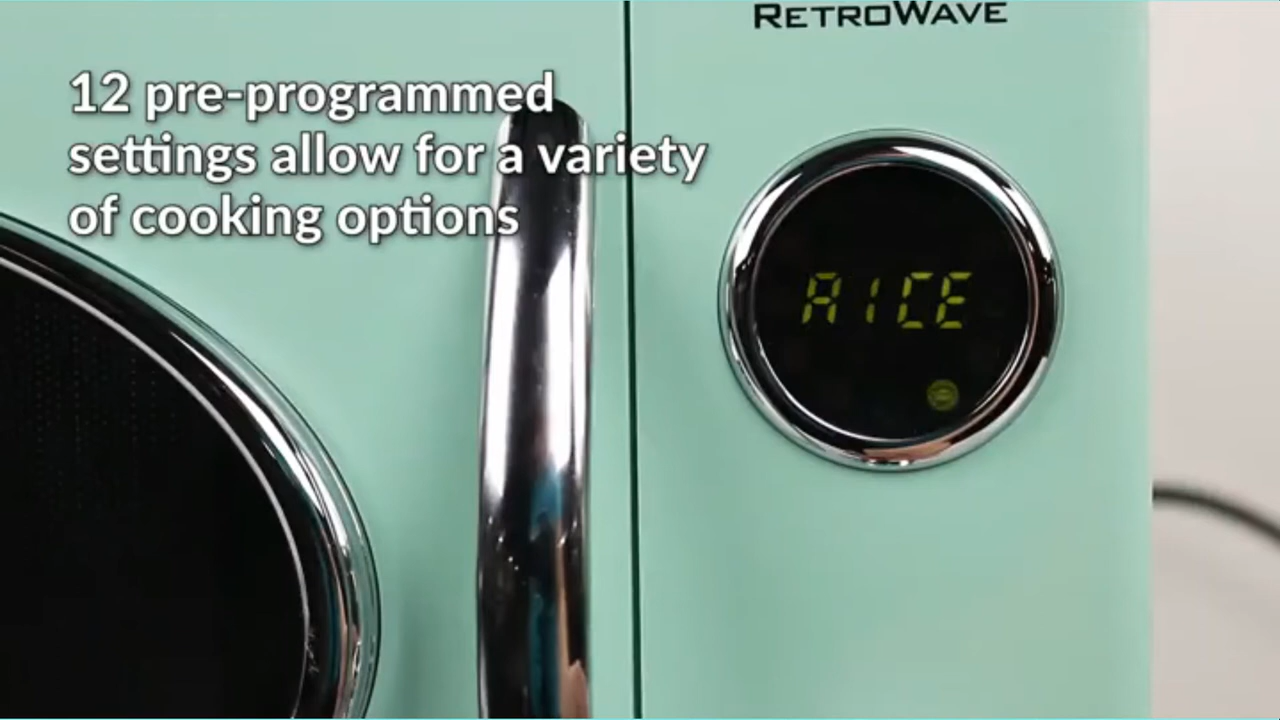 RETROWAVE
12 pre-programmed
settings allow for a variety
of cooking options
RICE